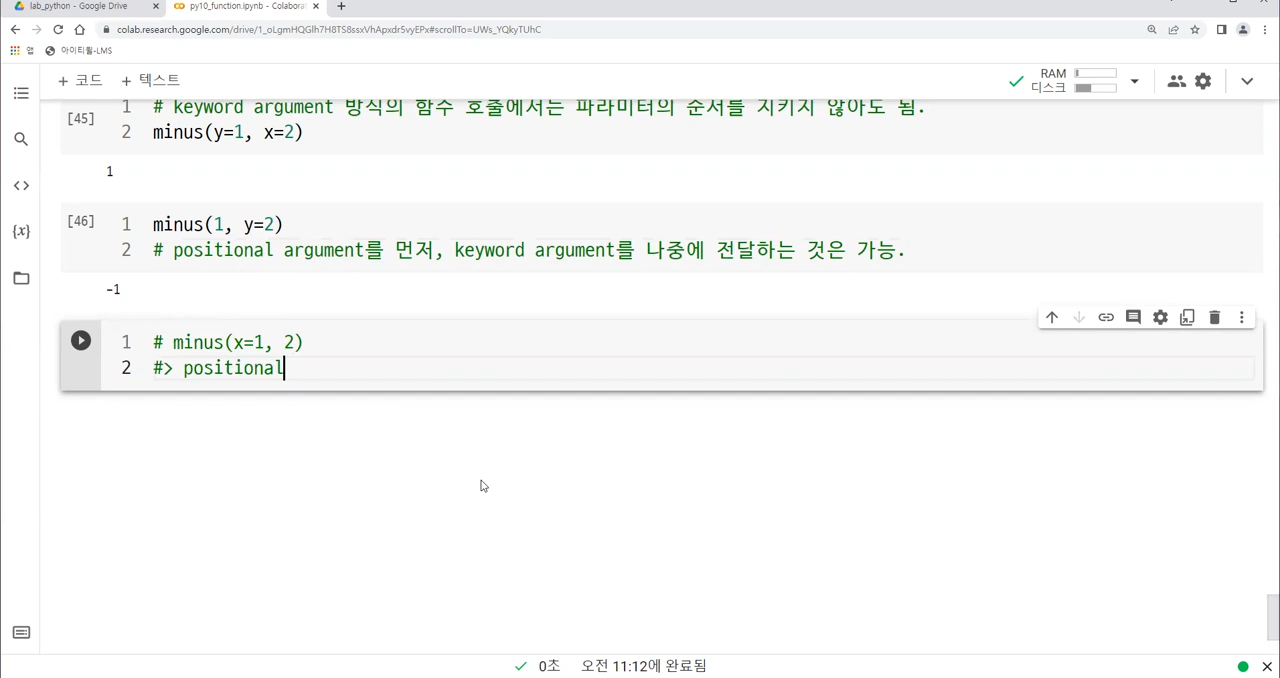 lab_python - Google Drive
py10_function.ipynb - Colaborat
colab.research.google.com/drive/1_oLgmHQGlh7H8TS8ssxVhApxdr5vyEPx#scrollTo=UWs_YQkyTUhC
앱 아이티윌-LMS
+ 코드 + 텍스트
RAM
디스크
[45]
1 # keyword argument 방식의 함수 호출에서는 파라미터의 순서를 지키지 않아도 됨.
2 minus(y=1, x=2)
1
[46]
1 minus(1, y=2)
2 # positional argument를 먼저, keyword argument를 나중에 전달하는 것은 가능.
-1
1 # minus(x=1, 2)
2 #> positional
0초 오전 11:12에 완료됨